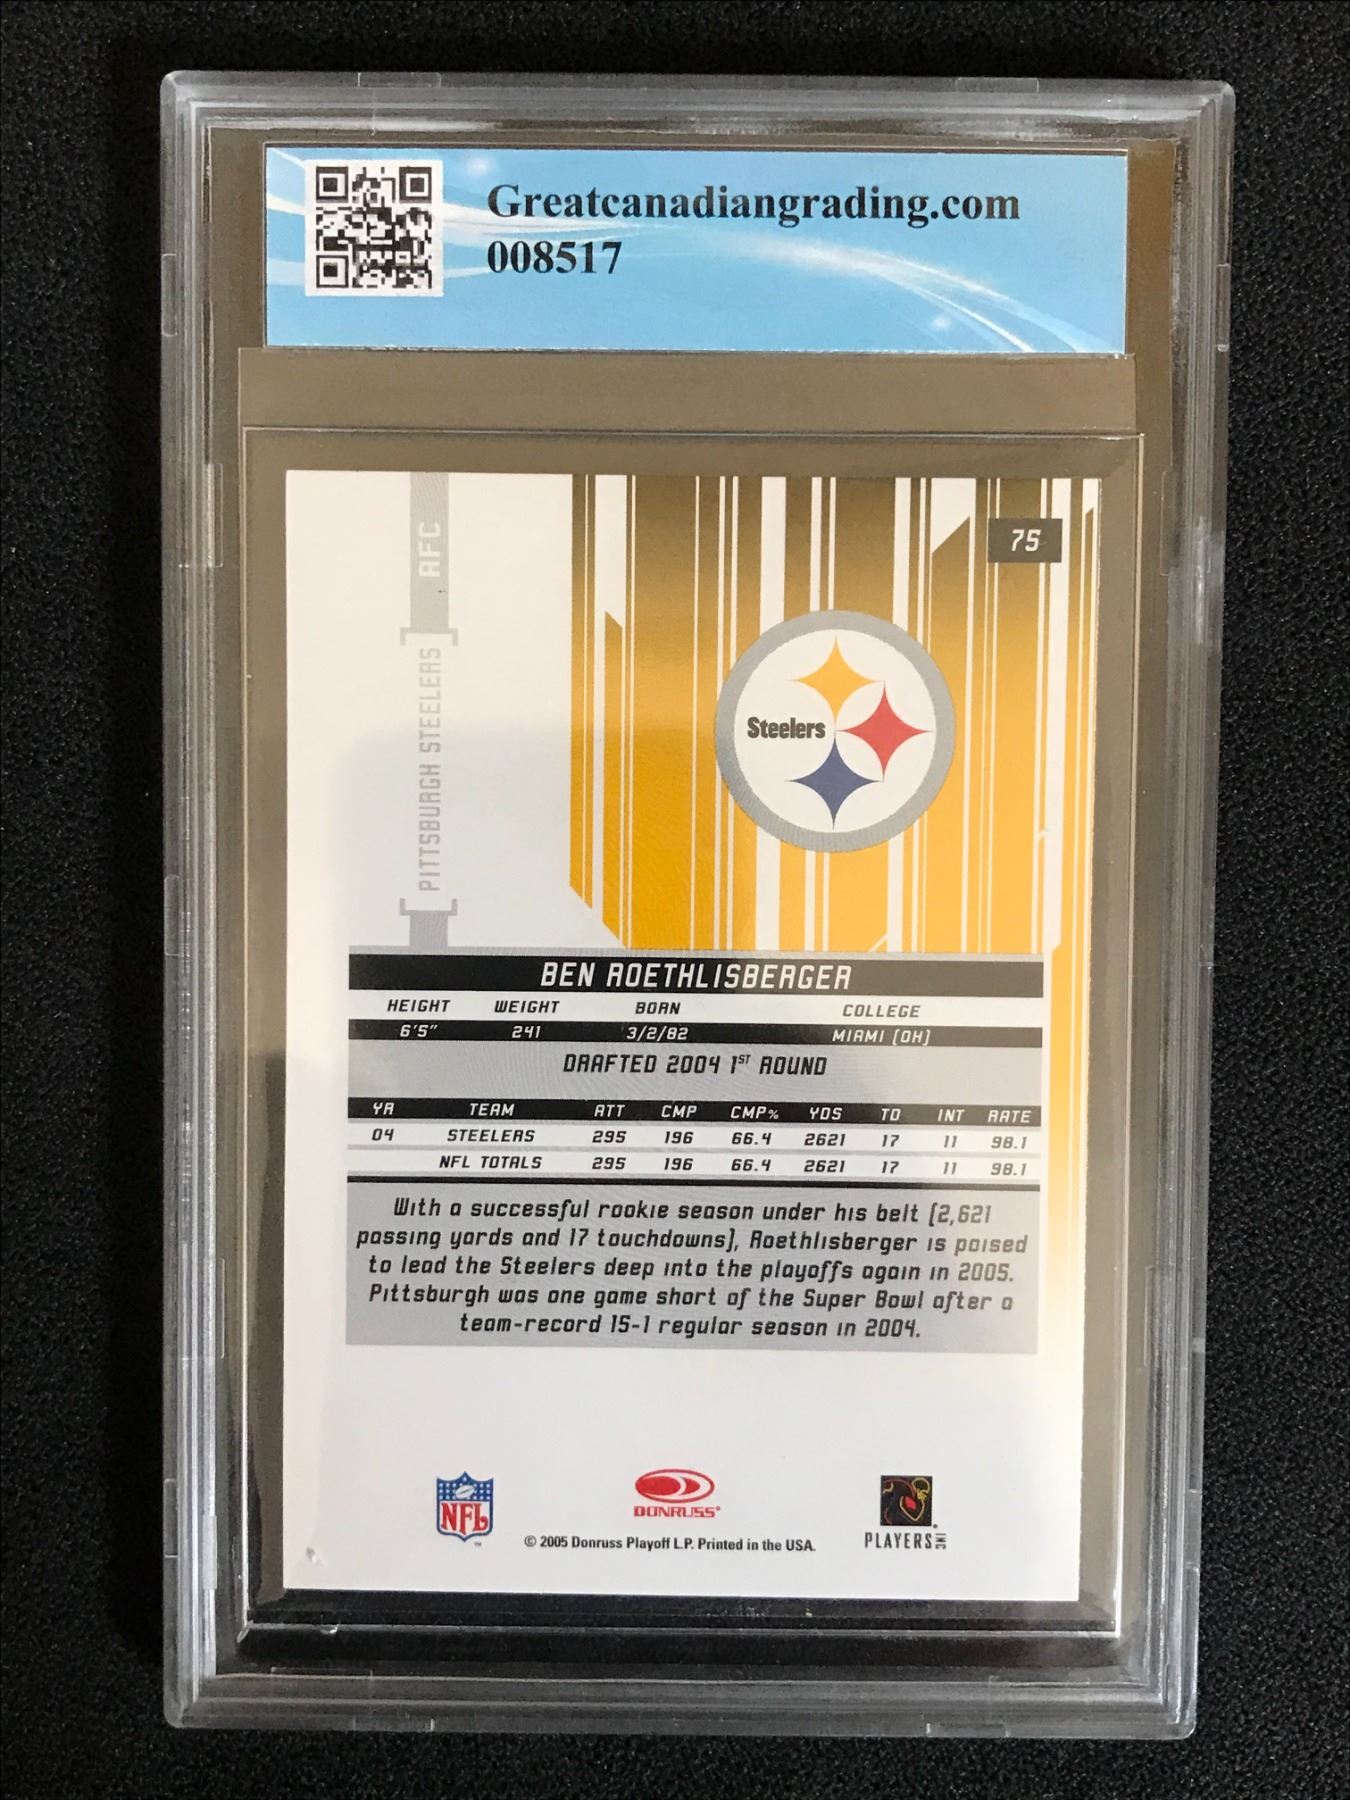 Greatcanadiangrading.com
008517
AFC
PITTSBURGH STEELERS
75
Steelers
BEN ROETHLISBERGER
HEIGHT WEIGHT BORN COLLEGE
6'5" 241 3/2/82 MIAMI [OH]
DRAFTED 2004 1ST ROUND
YR TEAM ATT CMP CMP% YDS TD INT RATE
04 STEELERS 295 196 66.4 2621 17 11 98.1
NFL TOTALS 295 196 66.4 2621 17 11 98.1
With a successful rookie season under his belt [2,621
passing yards and 17 touchdowns], Roethlisberger is poised
to lead the Steelers deep into the playoffs again in 2005.
Pittsburgh was one game short of the Super Bowl after a
team-record 15-1 regular season in 2004.
NFL
DONRUSS
© 2005 Donruss Playoff L.P. Printed in the USA.
PLAYERS INC